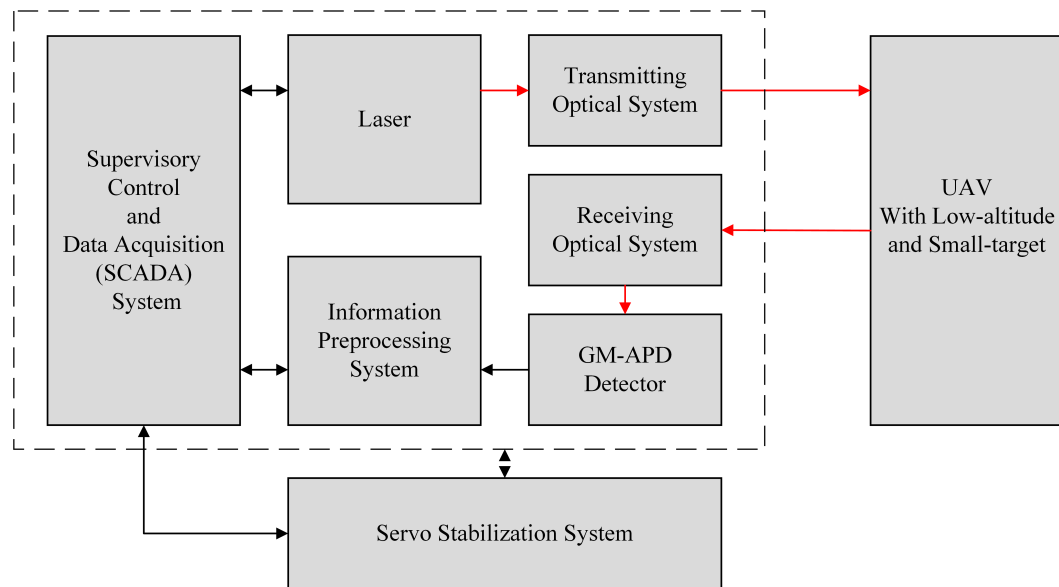 Supervisory
Control
and
Data Acquisition
(SCADA)
System
Laser
Transmitting
Optical System
Receiving
Optical System
Information
Preprocessing
System
GM-APD
Detector
UAV
With Low-altitude
and Small-target
Servo Stabilization System